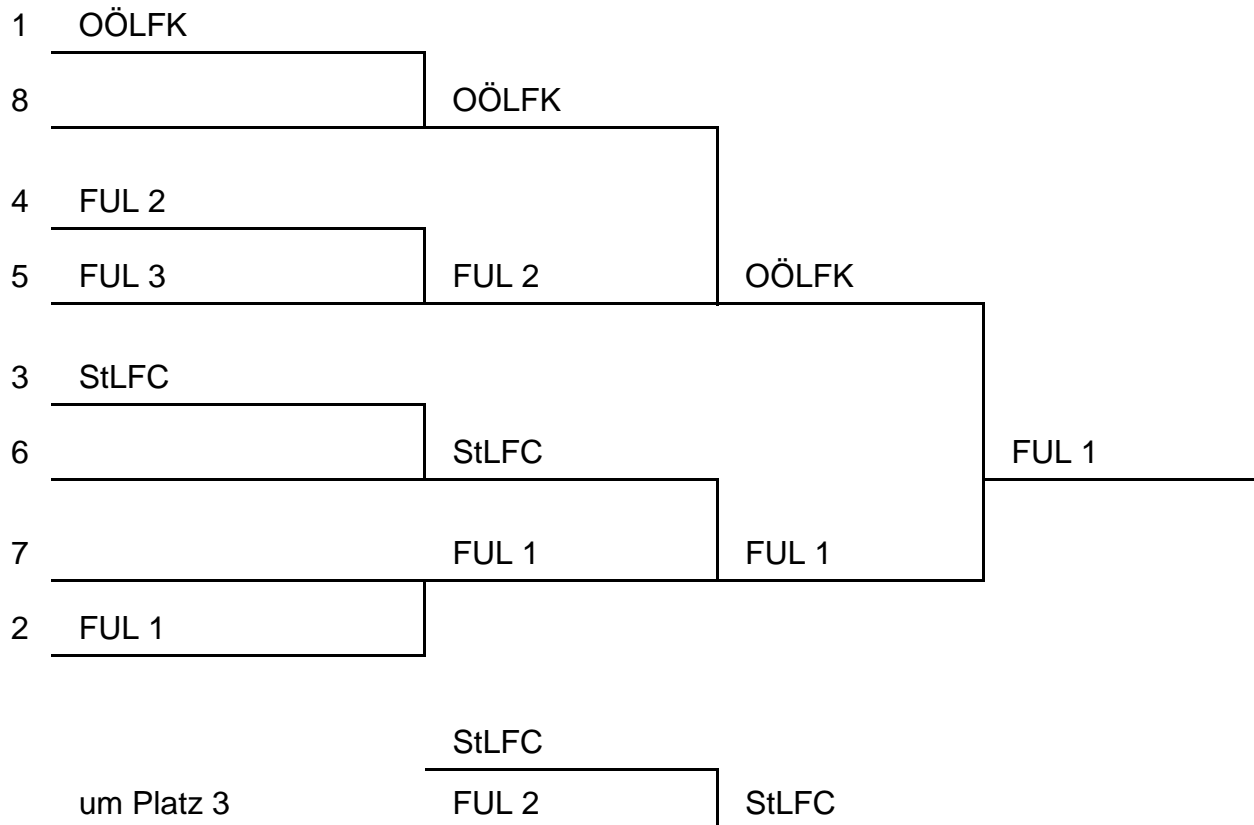 1 OÖLFK
8 OÖLFK
4 FUL 2
5 FUL 3 FUL 2 OÖLFK
3 StLFC
6 StLFC FUL 1
7 FUL 1 FUL 1
2 FUL 1
StLFC
um Platz 3 FUL 2 StLFC